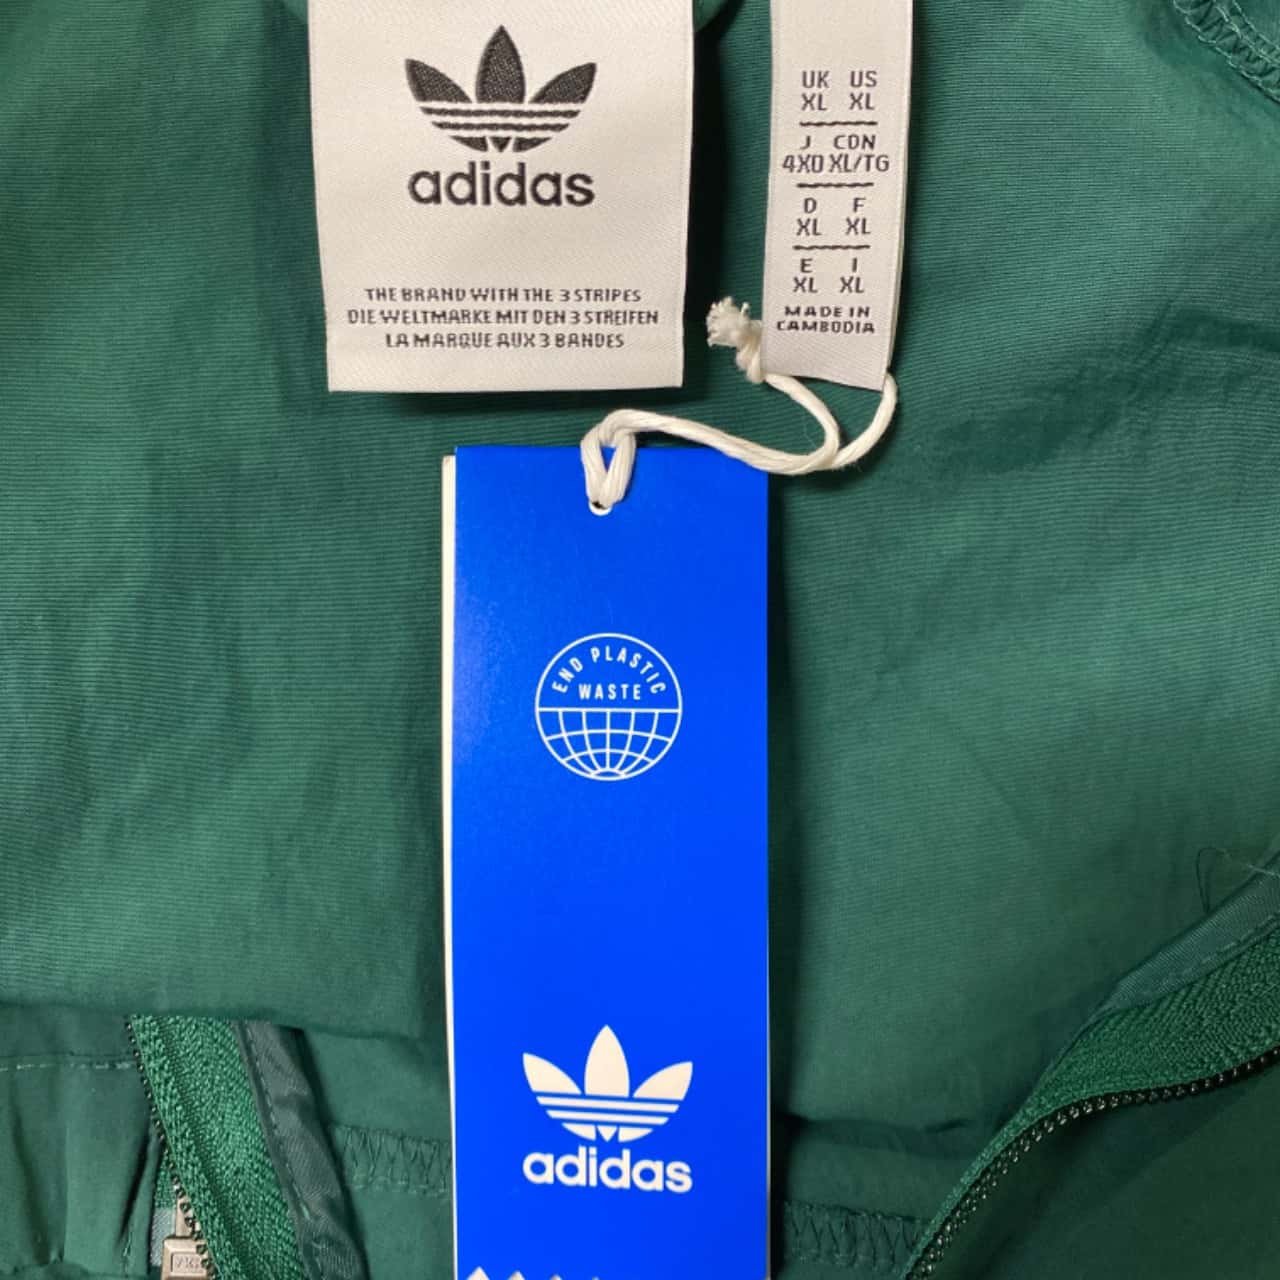 adidas
THE BRAND WITH THE 3 STRIPES
DIE WELTMARKE MIT DEN 3 STREIFEN
LA MARQUE AUX 3 BANDES
UK US
XL XL
J CDN
4XO XL/TG
D F
XL XL
E I
XL XL
MADE IN
CAMBODIA
END PLASTIC
WASTE
adidas